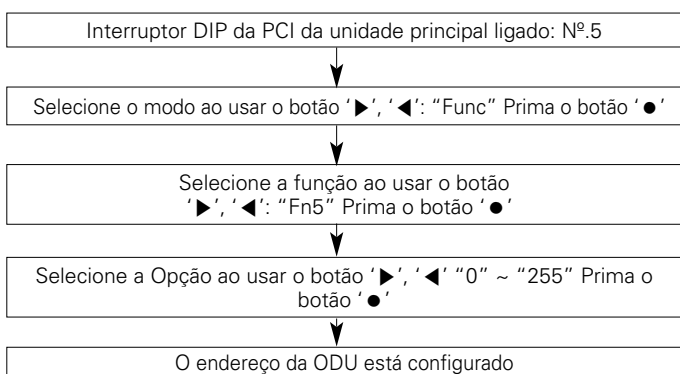 Interruptor DIP da PCI da unidade principal ligado: Nº.5
Selecione o modo ao usar o botão ‘▶’, ‘◀’: “Func” Prima o botão ‘●’
Selecione a função ao usar o botão
‘▶’, ‘◀’: “Fn5” Prima o botão ‘●’
Selecione a Opção ao usar o botão ‘▶’, ‘◀’ “0” ~ “255” Prima o
botão ‘●’
O endereço da ODU está configurado